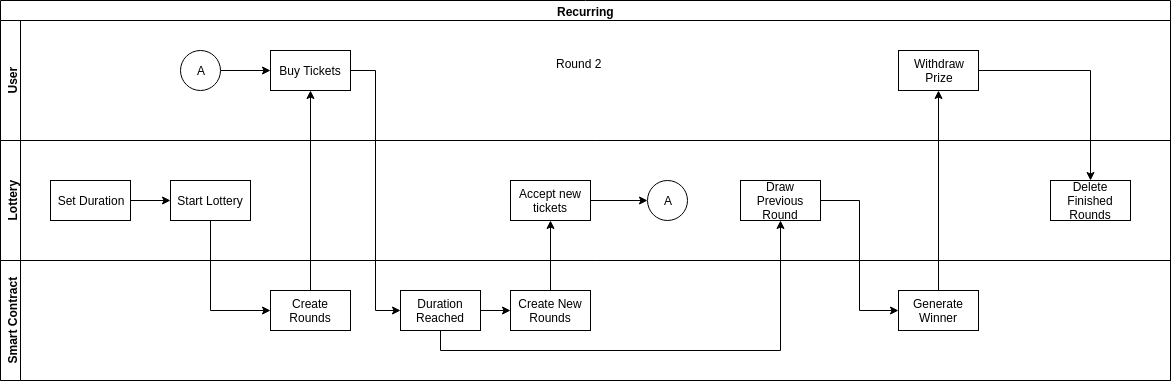 Recurring
User
A
Buy Tickets
Round 2
Withdraw
Prize
Lottery
Set Duration
Start Lottery
Accept new
tickets
A
Draw
Previous
Round
Delete
Finished
Rounds
Smart Contract
Create
Rounds
Duration
Reached
Create New
Rounds
Generate
Winner